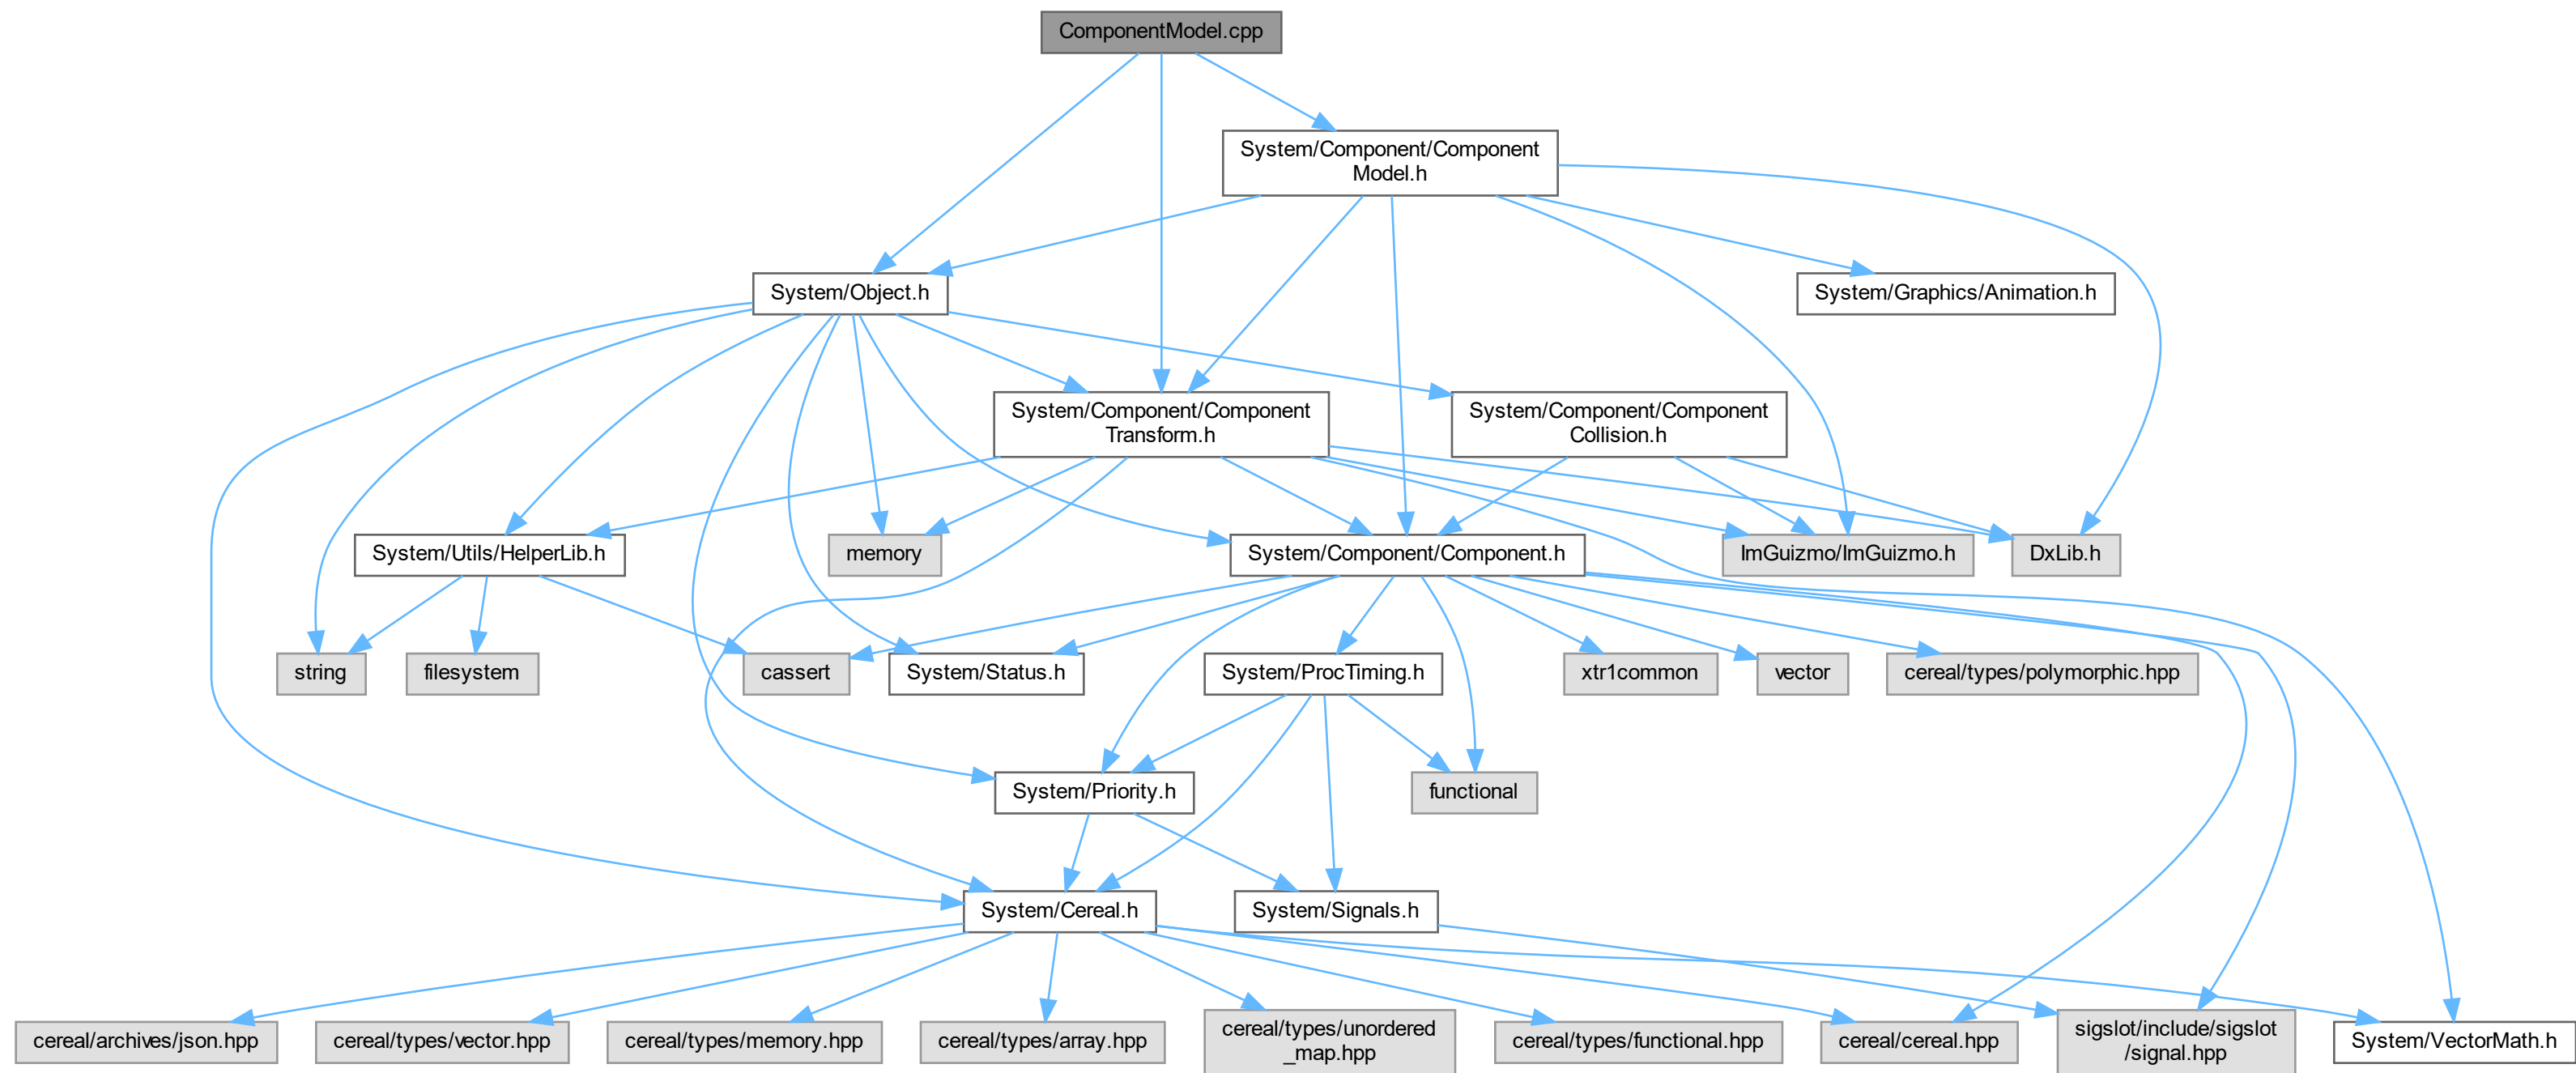 ComponentModel.cpp
System/Component/Component
Model.h
System/Object.h
System/Graphics/Animation.h
System/Component/Component
Transform.h
System/Component/Component
Collision.h
System/Utils/HelperLib.h
memory
System/Component/Component.h
ImGuizmo/ImGuizmo.h
DxLib.h
string
filesystem
cassert
System/Status.h
System/ProcTiming.h
xtr1common
vector
cereal/types/polymorphic.hpp
System/Priority.h
functional
System/Cereal.h
System/Signals.h
cereal/archives/json.hpp
cereal/types/vector.hpp
cereal/types/memory.hpp
cereal/types/array.hpp
cereal/types/unordered
_map.hpp
cereal/types/functional.hpp
cereal/cereal.hpp
sigslot/include/sigslot
/signal.hpp
System/VectorMath.h